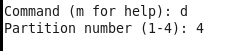 Command (m for help): d
Partition number (1-4): 4